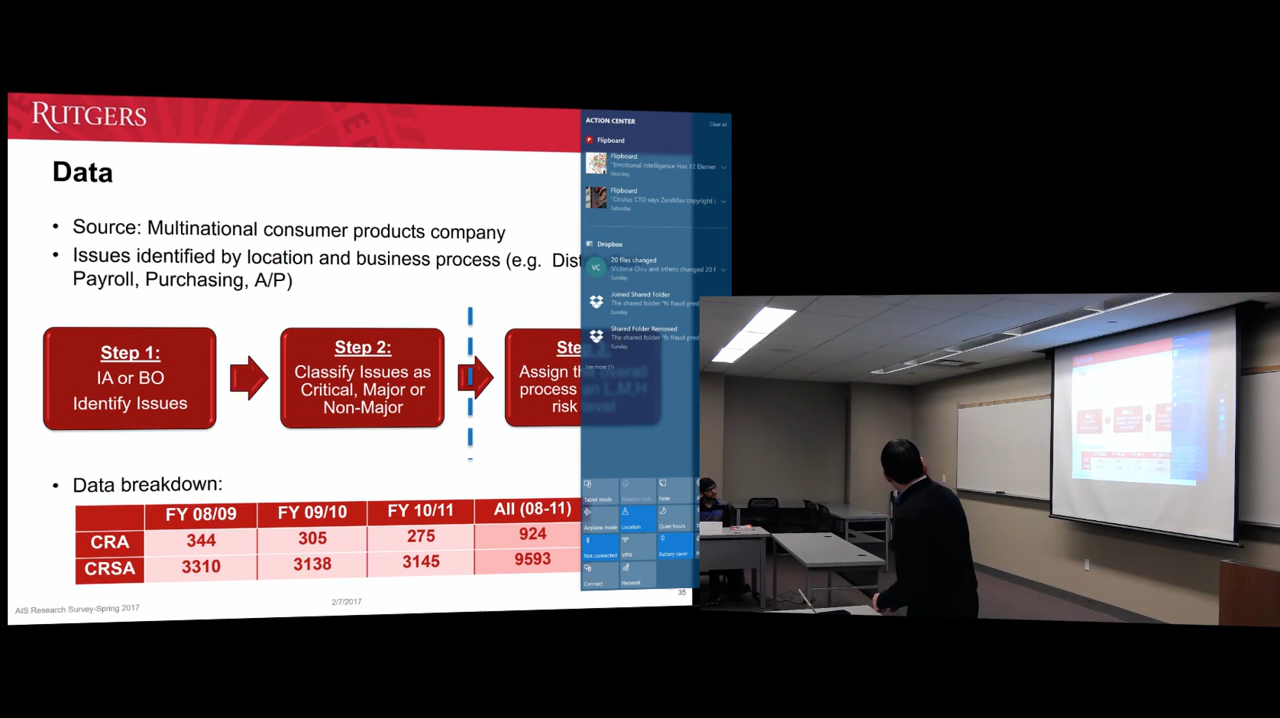 RUTGERS
Data
• Source: Multinational consumer products company
• Issues identified by location and business process (e.g.
Payroll, Purchasing, A/P)
Step 1:
IA or BO
Identify Issues
Step 2:
Classify Issues as
Critical, Major or
Non-Major
Assign
process
risk
• Data breakdown:
FY 08/09 FY 09/10 FY 10/11 All (08-11)
CRA 344 305 275 924
CRSA 3310 3138 3145 9593
AIS Research Survey-Spring 2017
2/7/2017
35
ACTION CENTER
Clear all
Flipboard
Flipboard
"Emotional Intelligence Has 12
Monday
Flipboard
"Oculus CTO says ZeniMax copyright
Saturday
Dropbox
VC
20 files changed
Victoria Chiu and others changed 20 f
Sunday
Joined Shared Folder
The shared folder "fs fraud pred
Sunday
Shared Folder Removed
The shared folder "fs fraud pred
Sunday
See more (1)
Tablet mode
Note
Airplane mode Location Quiet hours
Not connected VPN Battery saver
Connect Network